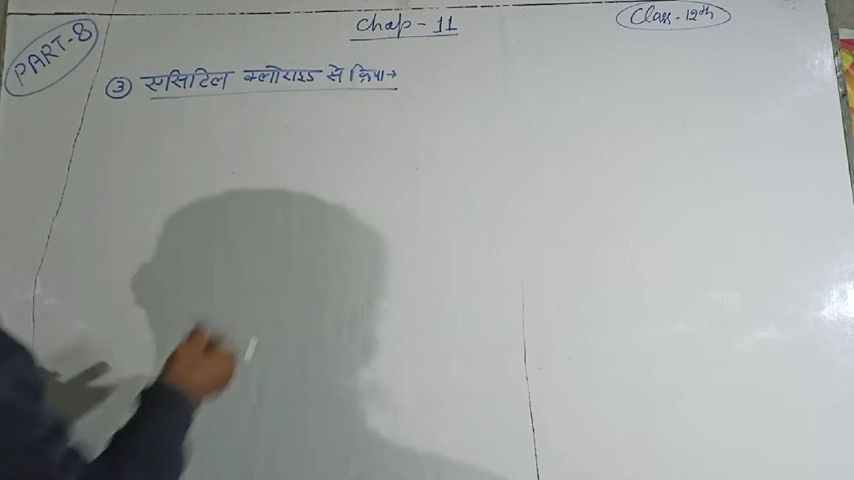 PART-8
Chap - 11
Class - 12th
③ एसिटिल क्लोराइड से क्रिया→